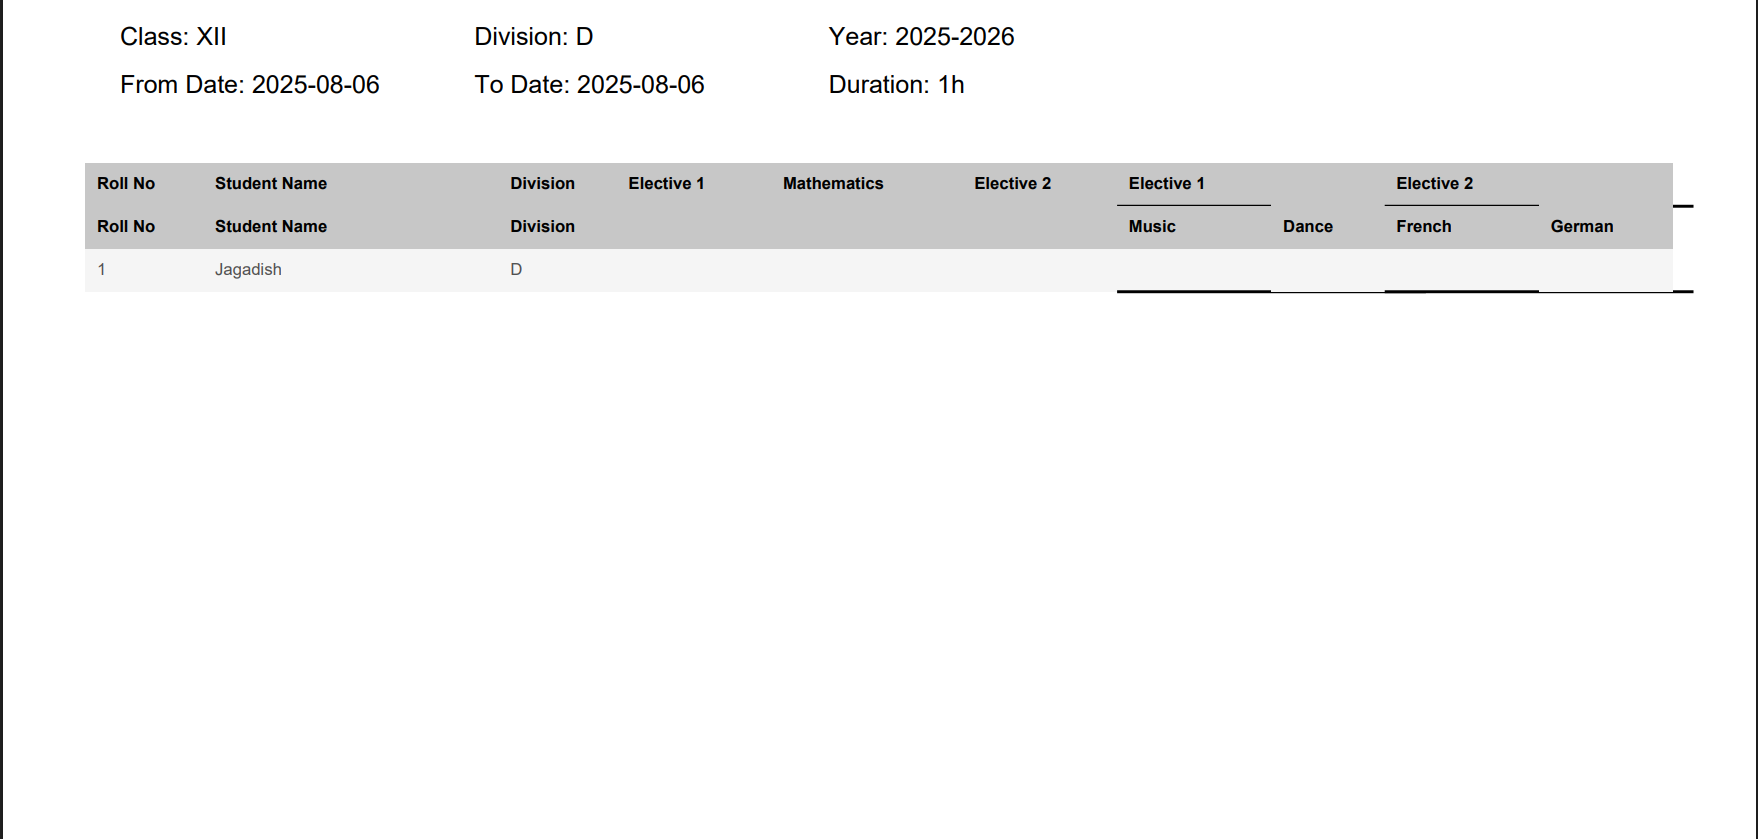 Class: XII Division: D Year: 2025-2026
From Date: 2025-08-06 To Date: 2025-08-06 Duration: 1h
Roll No Student Name Division Elective 1 Mathematics Elective 2 Elective 1 Elective 2
Roll No Student Name Division Music Dance French German
1 Jagadish D